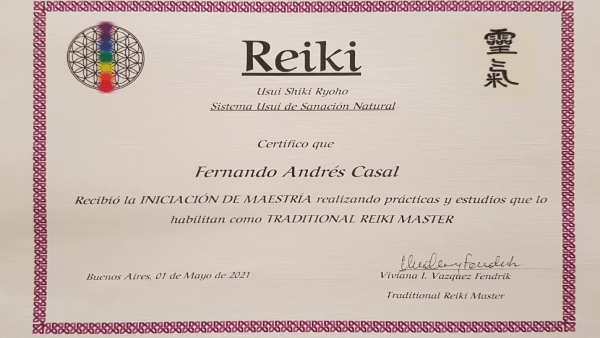 Reiki
靈
氣
Usui Shiki Ryoho
Sistema Usui de Sanación Natural
Certifico que
Fernando Andrés Casal
Recibió la INICIACIÓN DE MAESTRÍA realizando prácticas y estudios que lo
habilitan como TRADITIONAL REIKI MASTER
Buenos Aires, 01 de Mayo de 2021
Viviana I. Vazquez Fendrik
Traditional Reiki Master